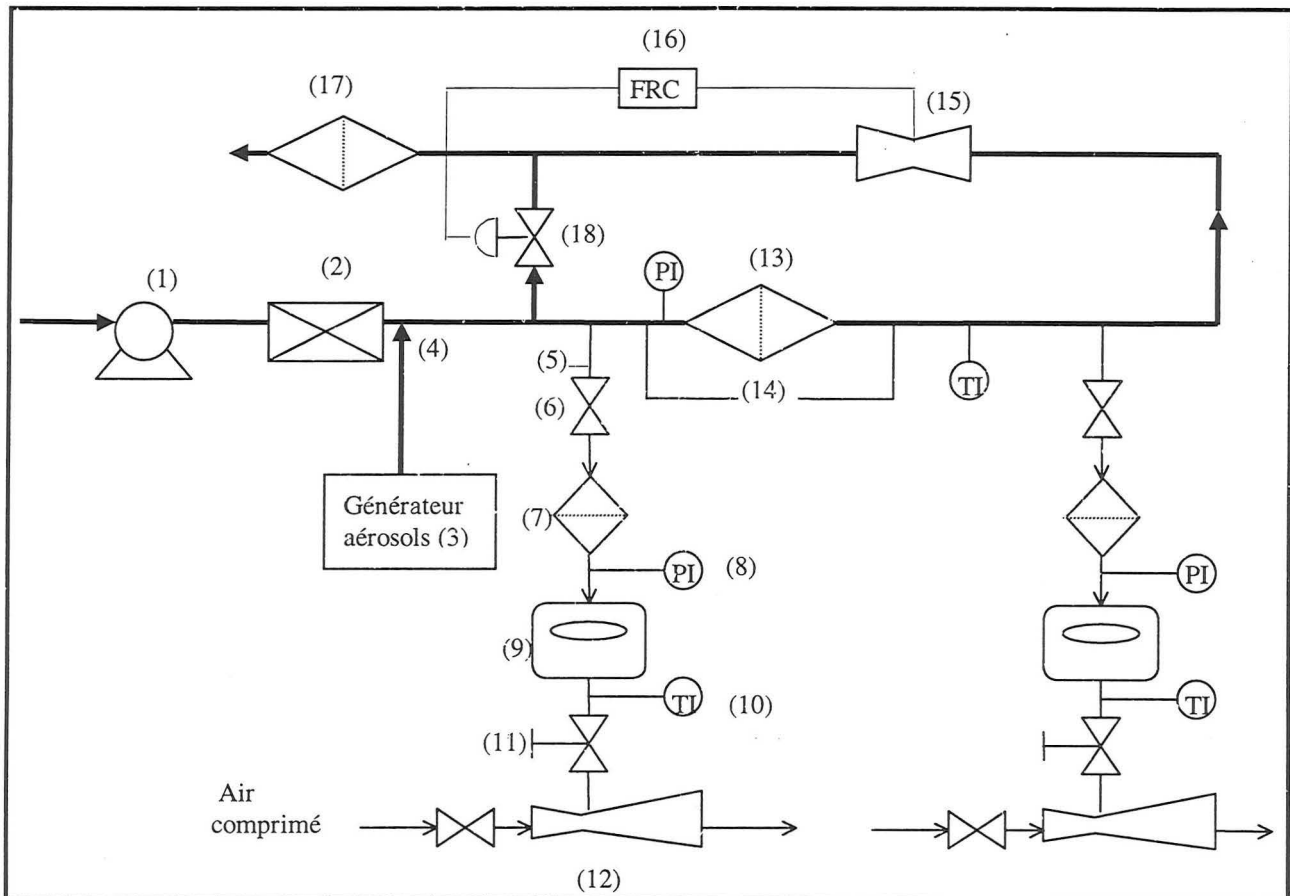 (16)
FRC
(17)
(15)
(18)
(1)
(2)
PI
(13)
(4)
(5)
(14)
TI
(6)
Générateur
aérosols (3)
(7)
PI
(8)
PI
(9)
TI
(10)
TI
(11)
Air
comprimé
(12)